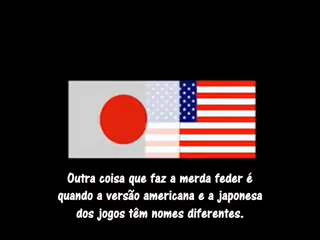 Outra coisa que faz a merda feder é
quando a versão americana e a japonesa
dos jogos têm nomes diferentes.